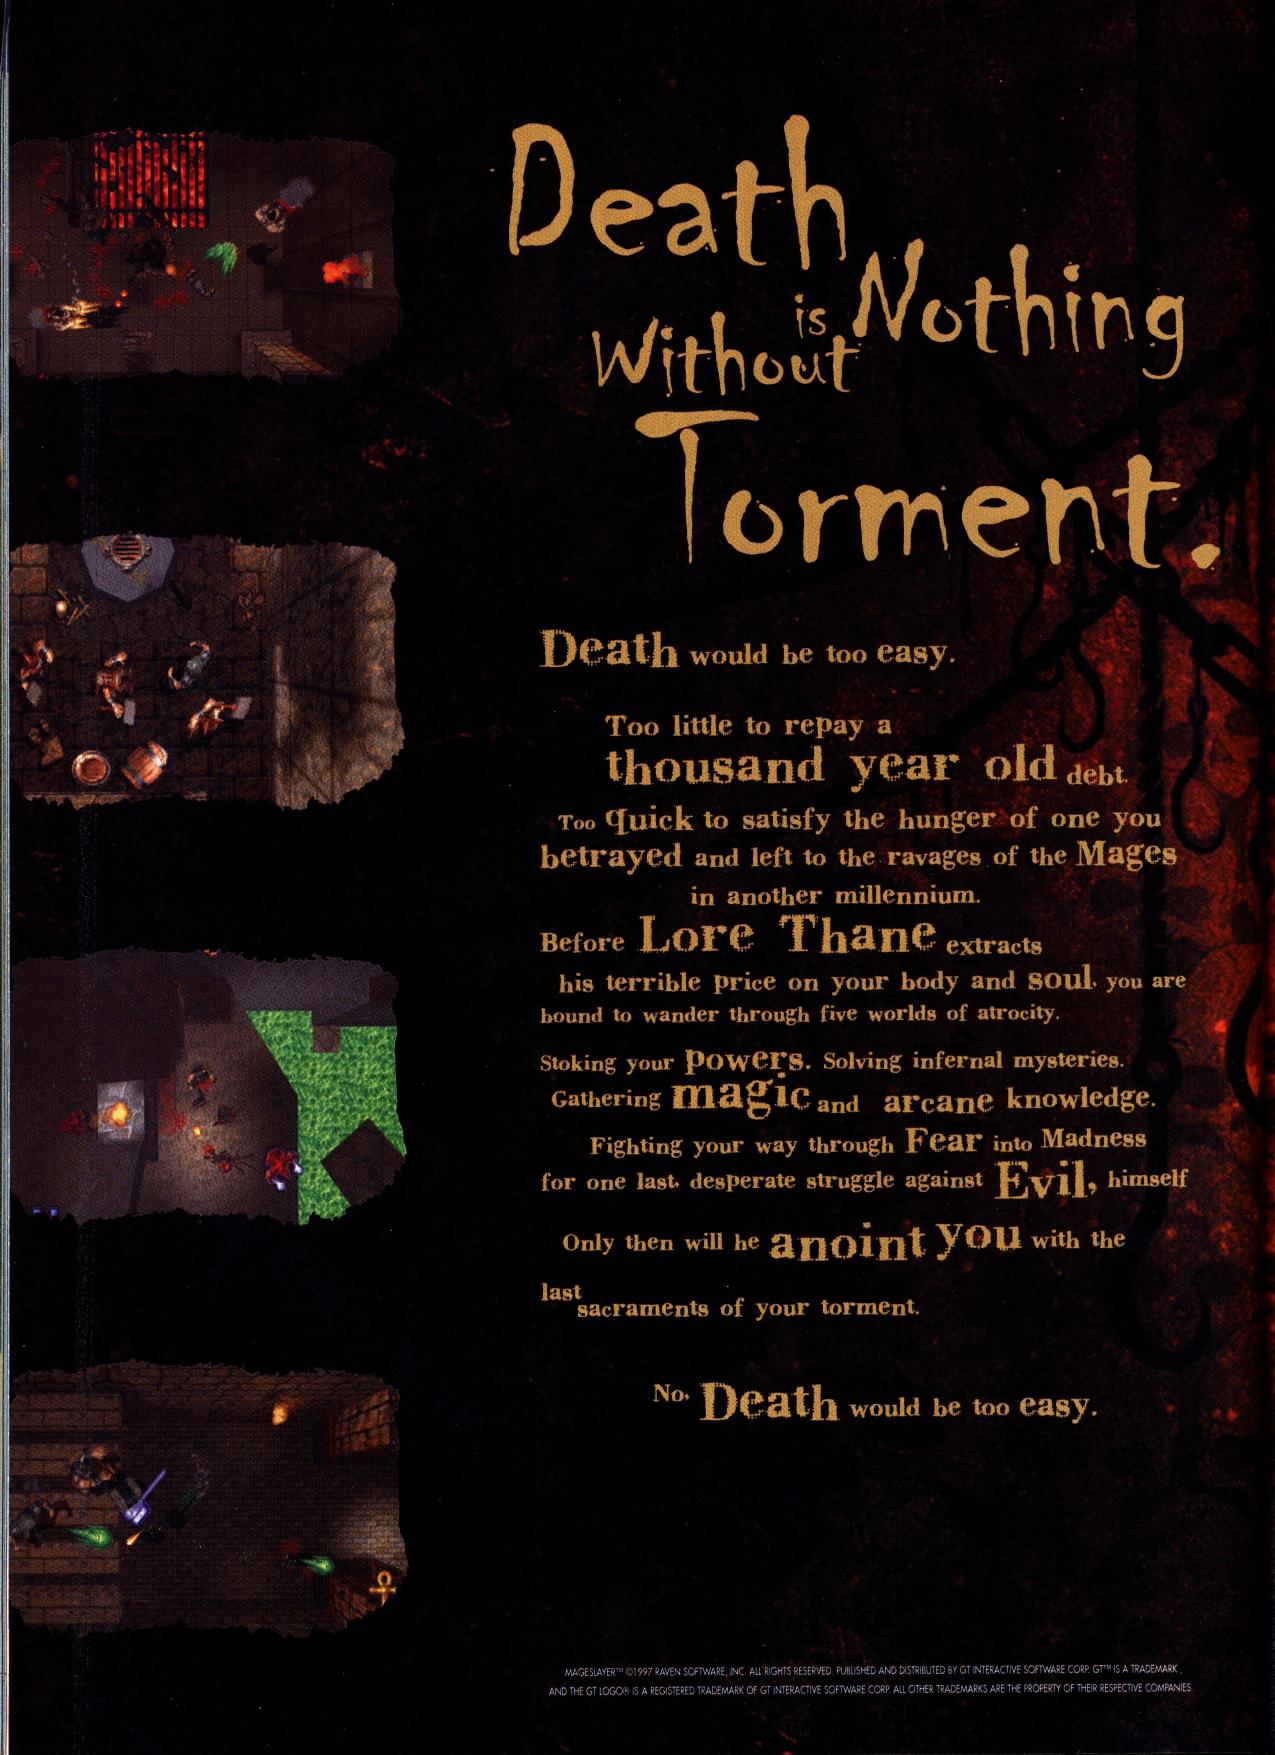 Death
is Nothing
Without
Torment.
Death would be too easy.
Too little to repay a
thousand year old debt.
Too quick to satisfy the hunger of one you
betrayed and left to the ravages of the Mages
in another millennium.
Before Lore Thane extracts
his terrible price on your body and soul, you are
bound to wander through five worlds of atrocity.
Stoking your powers. Solving infernal mysteries.
Gathering magic and arcane knowledge.
Fighting your way through Fear into Madness
for one last, desperate struggle against Evil, himself
Only then will he anoint you with the
last
sacraments of your torment.
No, Death would be too easy.
MAGESLAYER™ ©1997 RAVEN SOFTWARE, INC. ALL RIGHTS RESERVED. PUBLISHED AND DISTRIBUTED BY GT INTERACTIVE SOFTWARE CORP. GT™ IS A TRADEMARK,
AND THE GT LOGO® IS A REGISTERED TRADEMARK OF GT INTERACTIVE SOFTWARE CORP. ALL OTHER TRADEMARKS ARE THE PROPERTY OF THEIR RESPECTIVE COMPANIES.